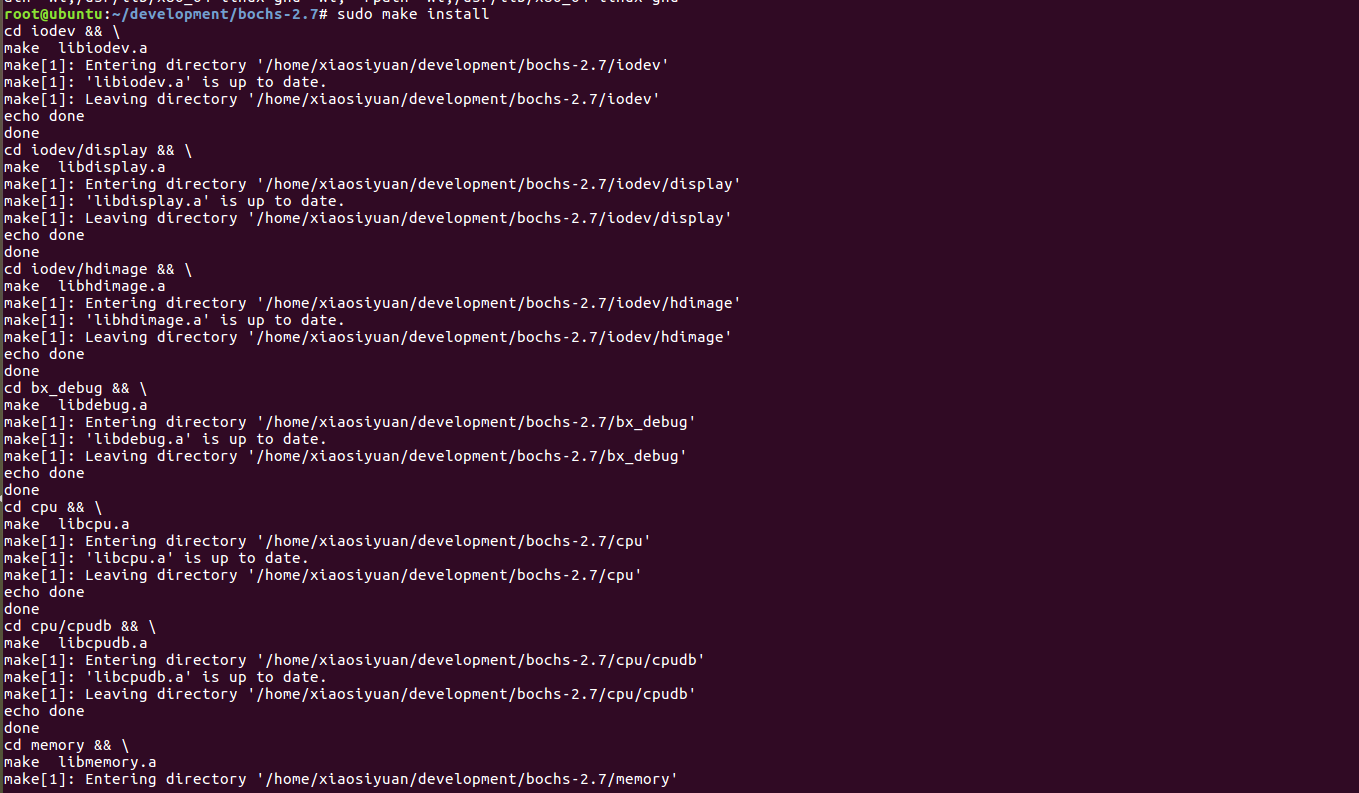 root@ubuntu:~/development/bochs-2.7# sudo make install
cd iodev && \
make  libiodev.a
make[1]: Entering directory '/home/xiaosiyuan/development/bochs-2.7/iodev'
make[1]: 'libiodev.a' is up to date.
make[1]: Leaving directory '/home/xiaosiyuan/development/bochs-2.7/iodev'
echo done
done
cd iodev/display && \
make  libdisplay.a
make[1]: Entering directory '/home/xiaosiyuan/development/bochs-2.7/iodev/display'
make[1]: 'libdisplay.a' is up to date.
make[1]: Leaving directory '/home/xiaosiyuan/development/bochs-2.7/iodev/display'
echo done
done
cd iodev/hdimage && \
make  libhdimage.a
make[1]: Entering directory '/home/xiaosiyuan/development/bochs-2.7/iodev/hdimage'
make[1]: 'libhdimage.a' is up to date.
make[1]: Leaving directory '/home/xiaosiyuan/development/bochs-2.7/iodev/hdimage'
echo done
done
cd bx_debug && \
make  libdebug.a
make[1]: Entering directory '/home/xiaosiyuan/development/bochs-2.7/bx_debug'
make[1]: 'libdebug.a' is up to date.
make[1]: Leaving directory '/home/xiaosiyuan/development/bochs-2.7/bx_debug'
echo done
done
cd cpu && \
make  libcpu.a
make[1]: Entering directory '/home/xiaosiyuan/development/bochs-2.7/cpu'
make[1]: 'libcpu.a' is up to date.
make[1]: Leaving directory '/home/xiaosiyuan/development/bochs-2.7/cpu'
echo done
done
cd cpu/cpudb && \
make  libcpudb.a
make[1]: Entering directory '/home/xiaosiyuan/development/bochs-2.7/cpu/cpudb'
make[1]: 'libcpudb.a' is up to date.
make[1]: Leaving directory '/home/xiaosiyuan/development/bochs-2.7/cpu/cpudb'
echo done
done
cd memory && \
make  libmemory.a
make[1]: Entering directory '/home/xiaosiyuan/development/bochs-2.7/memory'